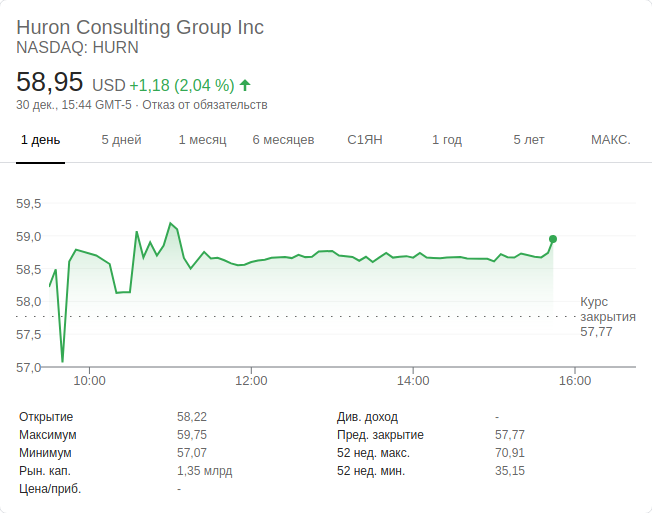 Huron Consulting Group Inc
NASDAQ: HURN
58,95 USD +1,18 (2,04 %)
30 дек., 15:44 GMT-5 · Отказ от обязательств
1 день 5 дней 1 месяц 6 месяцев С1ЯН 1 год 5 лет МАКС.
59,5
59,0
58,5
58,0
57,5
57,0
Курс
закрытия
57,77
10:00 12:00 14:00 16:00
Открытие 58,22
Максимум 59,75
Минимум 57,07
Рын. кап. 1,35 млрд
Цена/приб. -
Див. доход -
Пред. закрытие 57,77
52 нед. макс. 70,91
52 нед. мин. 35,15